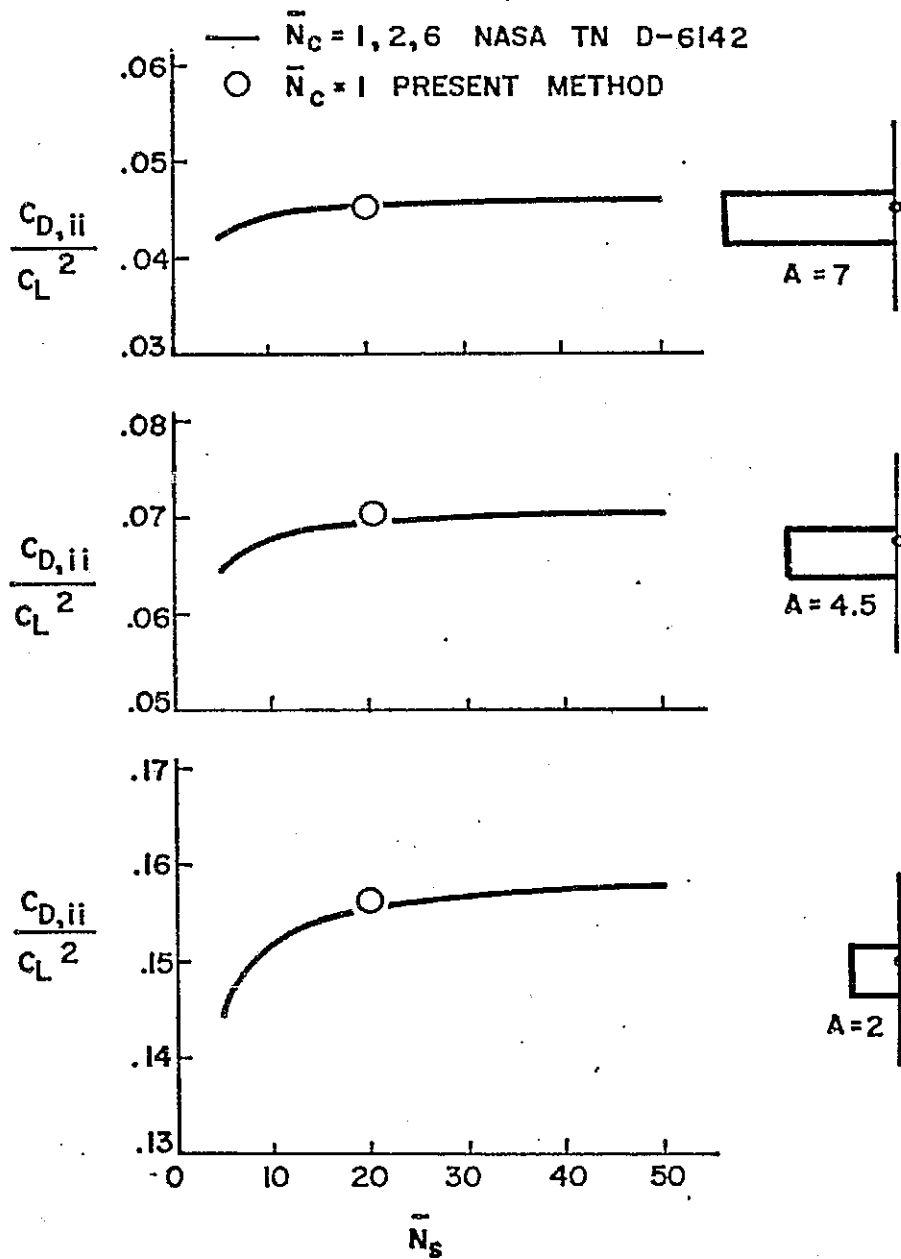 N̄c = 1, 2, 6 NASA TN D-6142
N̄c = 1 PRESENT METHOD
.06
.05
.04
.03
CD,ii
CL²
A = 7
.08
.07
.06
.05
CD,ii
CL²
A = 4.5
.17
.16
.15
.14
.13
CD,ii
CL²
A = 2
0 10 20 30 40 50
N̄s